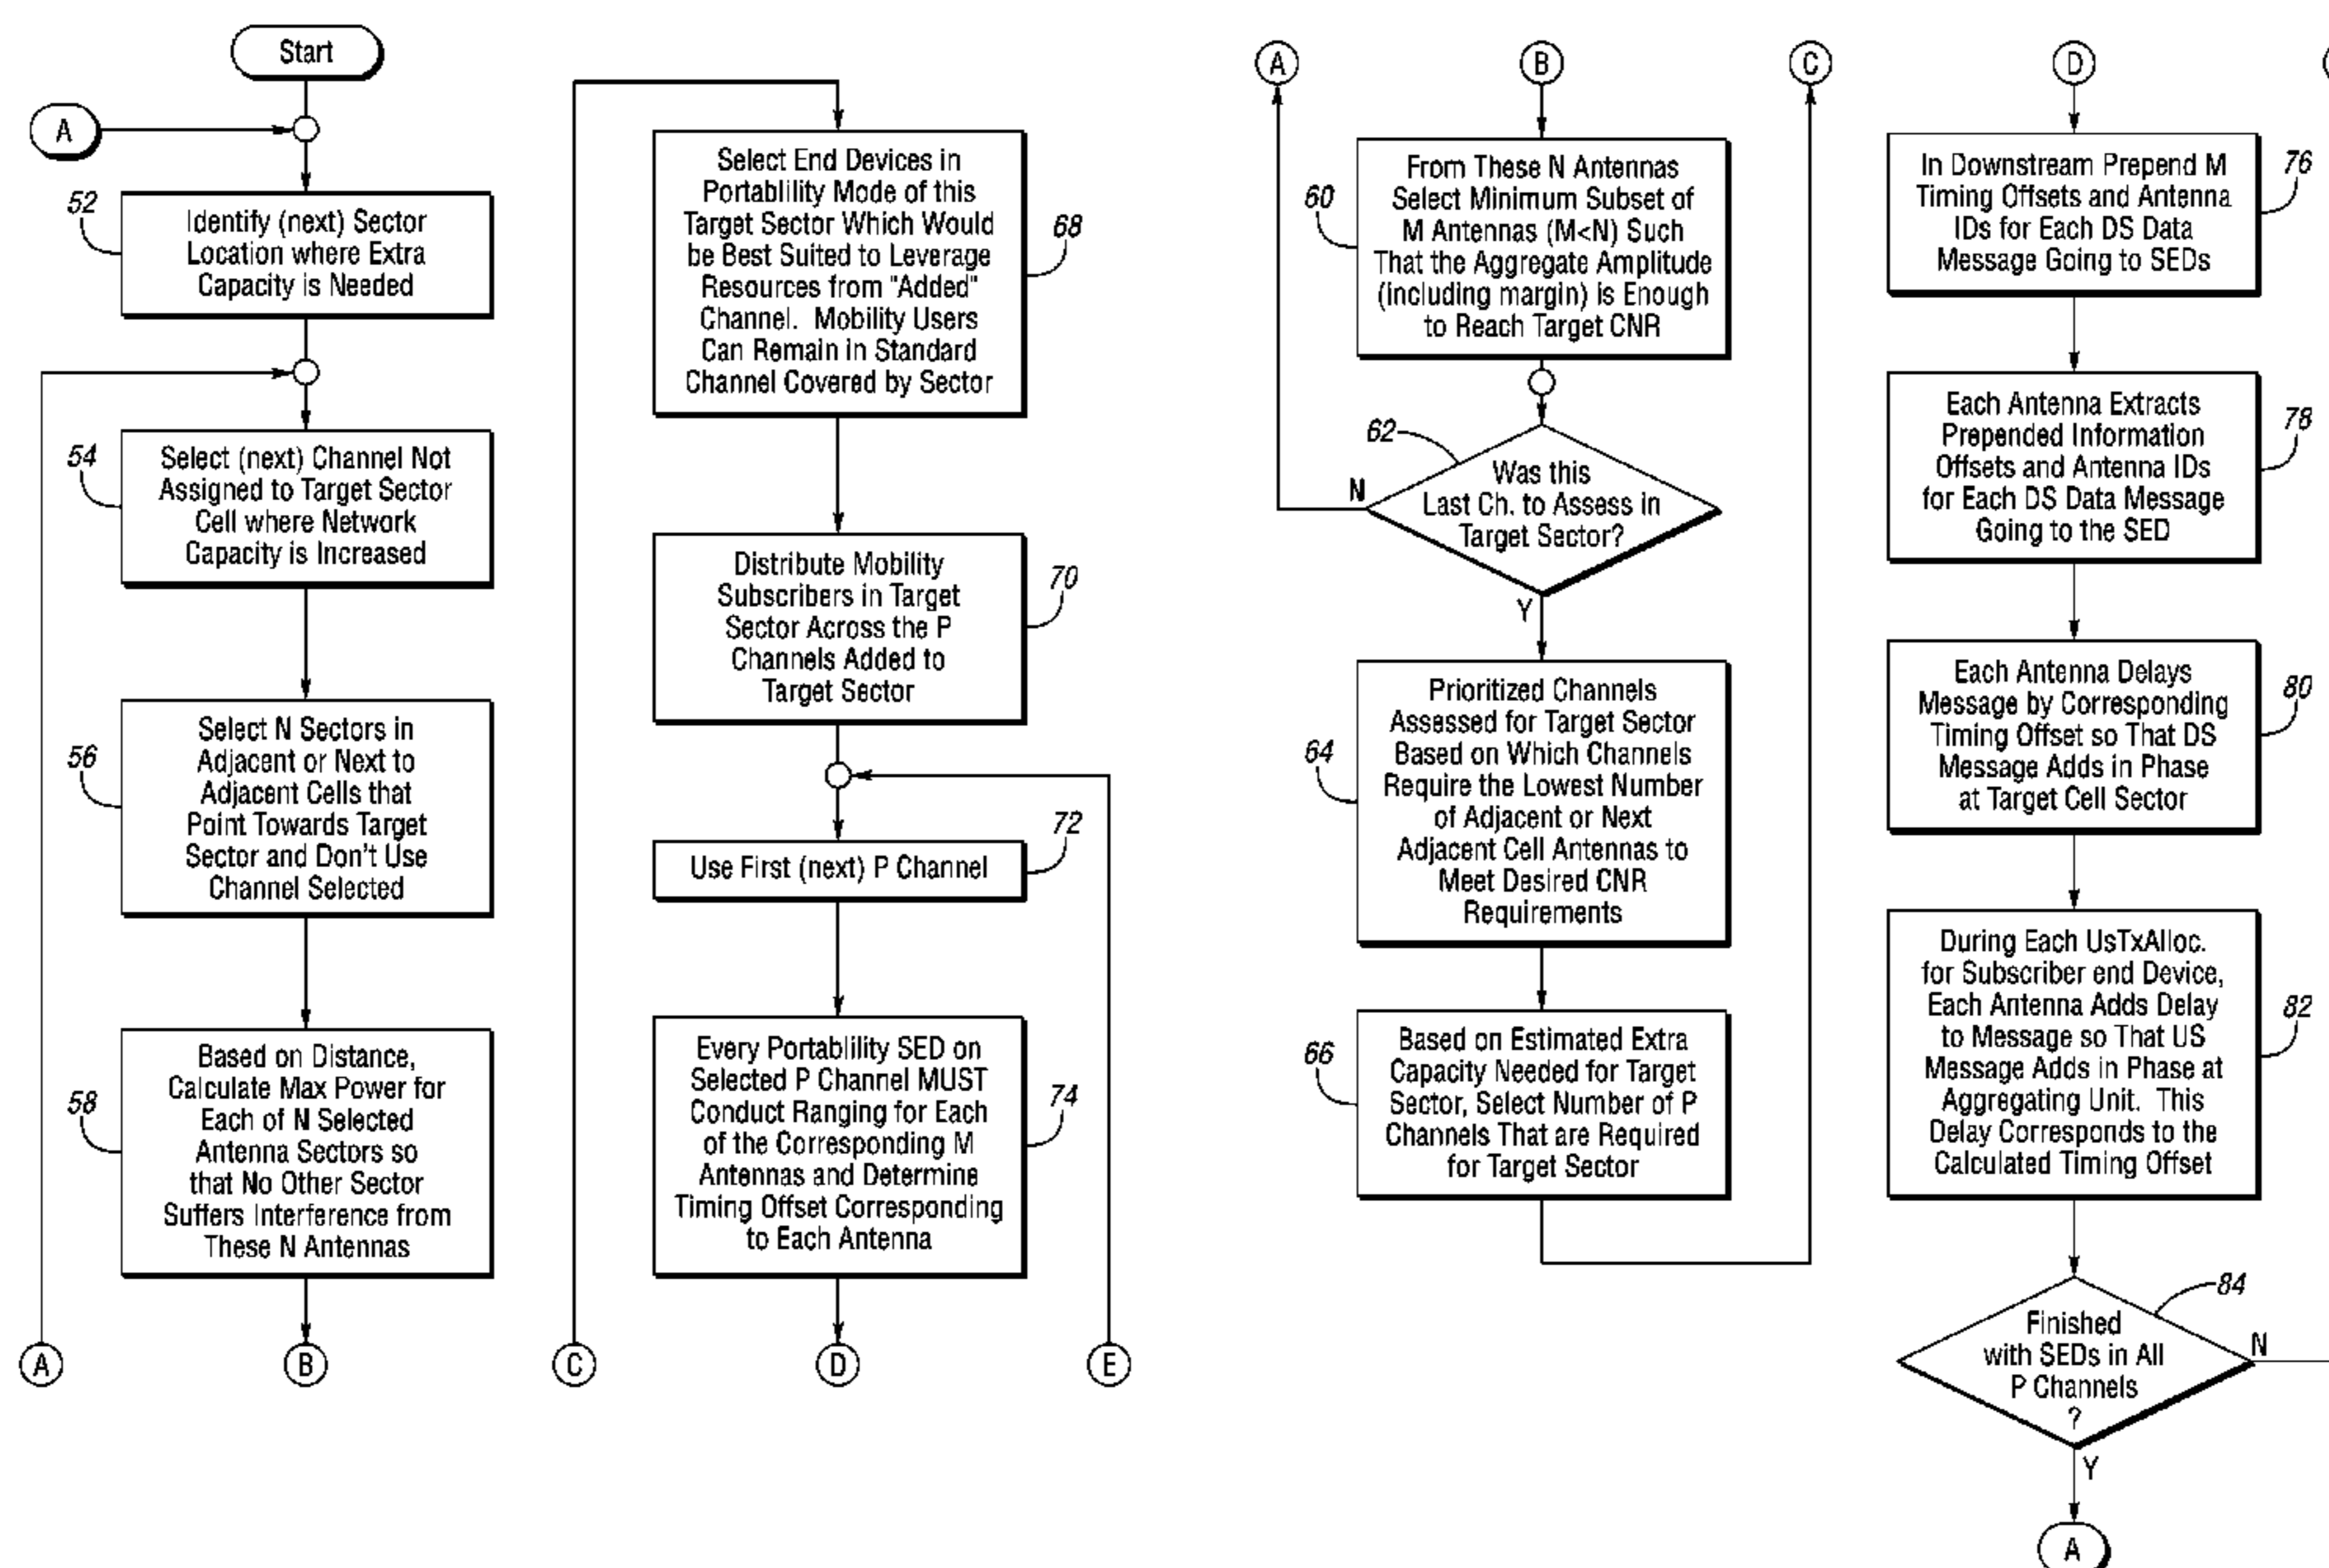 Start
A
52
Identify (next) Sector
Location where Extra
Capacity is Needed
54
Select (next) Channel Not
Assigned to Target Sector
Cell where Network
Capacity is Increased
56
Select N Sectors in
Adjacent or Next to
Adjacent Cells that
Point Towards Target
Sector and Don't Use
Channel Selected
58
Based on Distance,
Calculate Max Power for
Each of N Selected
Antenna Sectors so
that No Other Sector
Suffers Interference from
These N Antennas
A
B
Select End Devices in
Portablility Mode of this
Target Sector Which Would
be Best Suited to Leverage
Resources from "Added"
Channel. Mobility Users
Can Remain in Standard
Channel Covered by Sector
68
Distribute Mobility
Subscribers in Target
Sector Across the P
Channels Added to
Target Sector
70
Use First (next) P Channel
72
Every Portablility SED on
Selected P Channel MUST
Conduct Ranging for Each
of the Corresponding M
Antennas and Determine
Timing Offset Corresponding
to Each Antenna
74
C
D
E
A
B
C
60
From These N Antennas
Select Minimum Subset of
M Antennas (M<N) Such
That the Aggregate Amplitude
(including margin) is Enough
to Reach Target CNR
62
Was this
Last Ch. to Assess in
Target Sector?
N
Y
64
Prioritized Channels
Assessed for Target Sector
Based on Which Channels
Require the Lowest Number
of Adjacent or Next
Adjacent Cell Antennas to
Meet Desired CNR
Requirements
66
Based on Estimated Extra
Capacity Needed for Target
Sector, Select Number of P
Channels That are Required
for Target Sector
D
In Downstream Prepend M
Timing Offsets and Antenna
IDs for Each DS Data
Message Going to SEDs
76
Each Antenna Extracts
Prepended Information
Offsets and Antenna IDs
for Each DS Data Message
Going to the SED
78
Each Antenna Delays
Message by Corresponding
Timing Offset so That DS
Message Adds in Phase
at Target Cell Sector
80
During Each UsTxAlloc.
for Subscriber end Device,
Each Antenna Adds Delay
to Message so That US
Message Adds in Phase at
Aggregating Unit. This
Delay Corresponds to the
Calculated Timing Offset
82
84
Finished
with SEDs in All
P Channels
?
N
Y
A